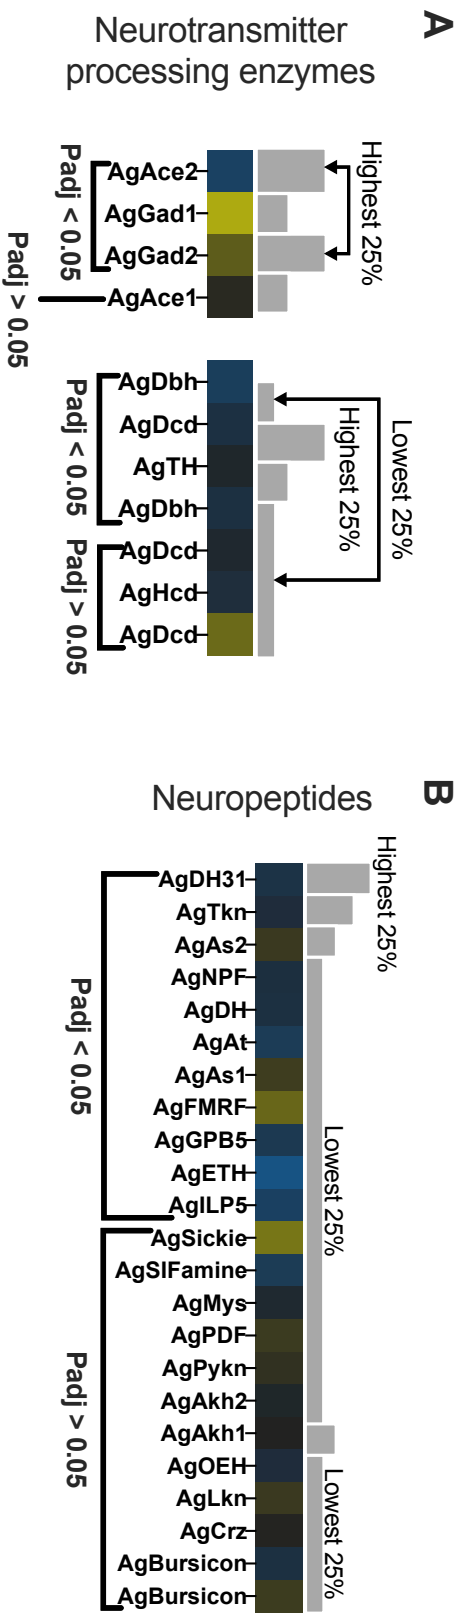 A
Neurotransmitter
processing enzymes
Highest 25%
AgAce2
AgGad1
AgGad2
AgAce1
Padj < 0.05
Padj > 0.05
Lowest 25%
Highest 25%
AgDbh
AgDcd
AgTH
AgDbh
AgDcd
AgHcd
AgDcd
Padj < 0.05
Padj > 0.05
B
Neuropeptides
Highest 25%
AgDH31
AgTkn
AgAs2
AgNPF
AgDH
AgAt
AgAs1
AgFMRF
AgGPB5
AgETH
AgILP5
AgSickie
AgSIFamine
AgMys
AgPDF
AgPykn
AgAkh2
AgAkh1
AgOEH
AgLkn
AgCrz
AgBursicon
AgBursicon
Lowest 25%
Lowest 25%
Padj < 0.05
Padj > 0.05